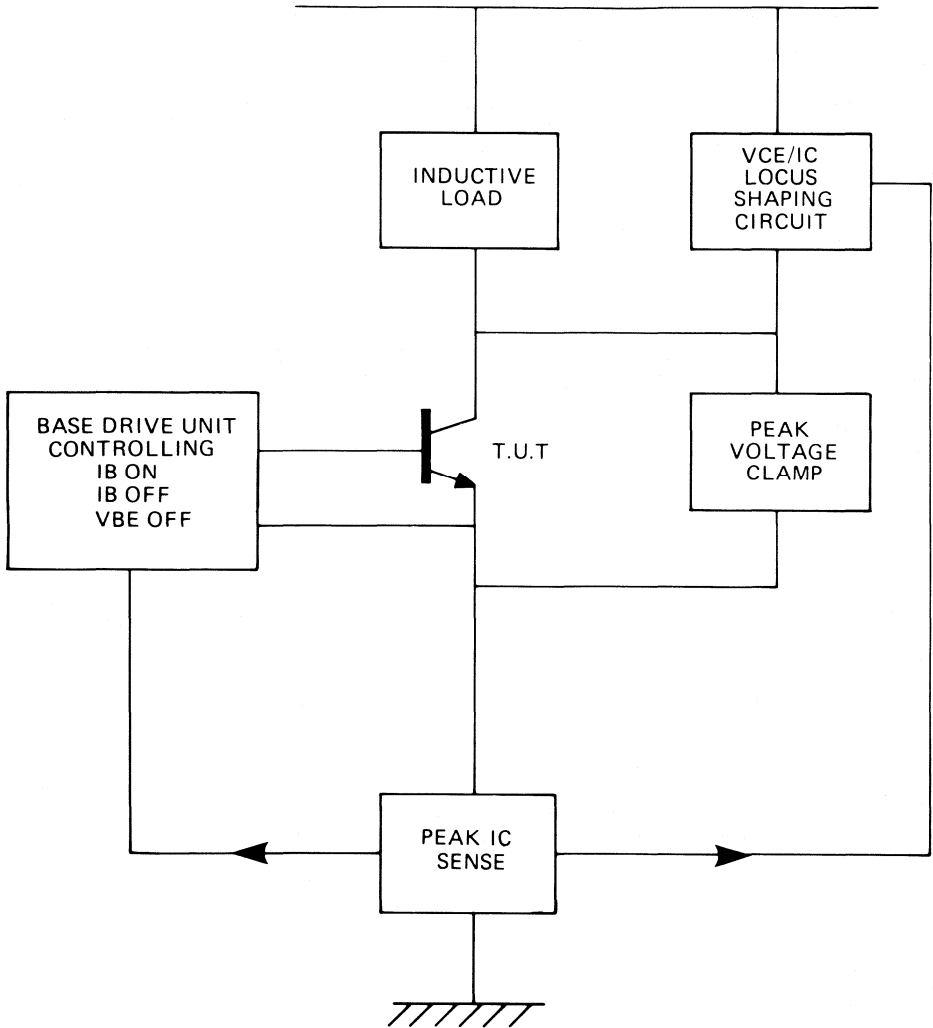 INDUCTIVE
LOAD
VCE/IC
LOCUS
SHAPING
CIRCUIT
BASE DRIVE UNIT
CONTROLLING
IB ON
IB OFF
VBE OFF
T.U.T
PEAK
VOLTAGE
CLAMP
PEAK IC
SENSE